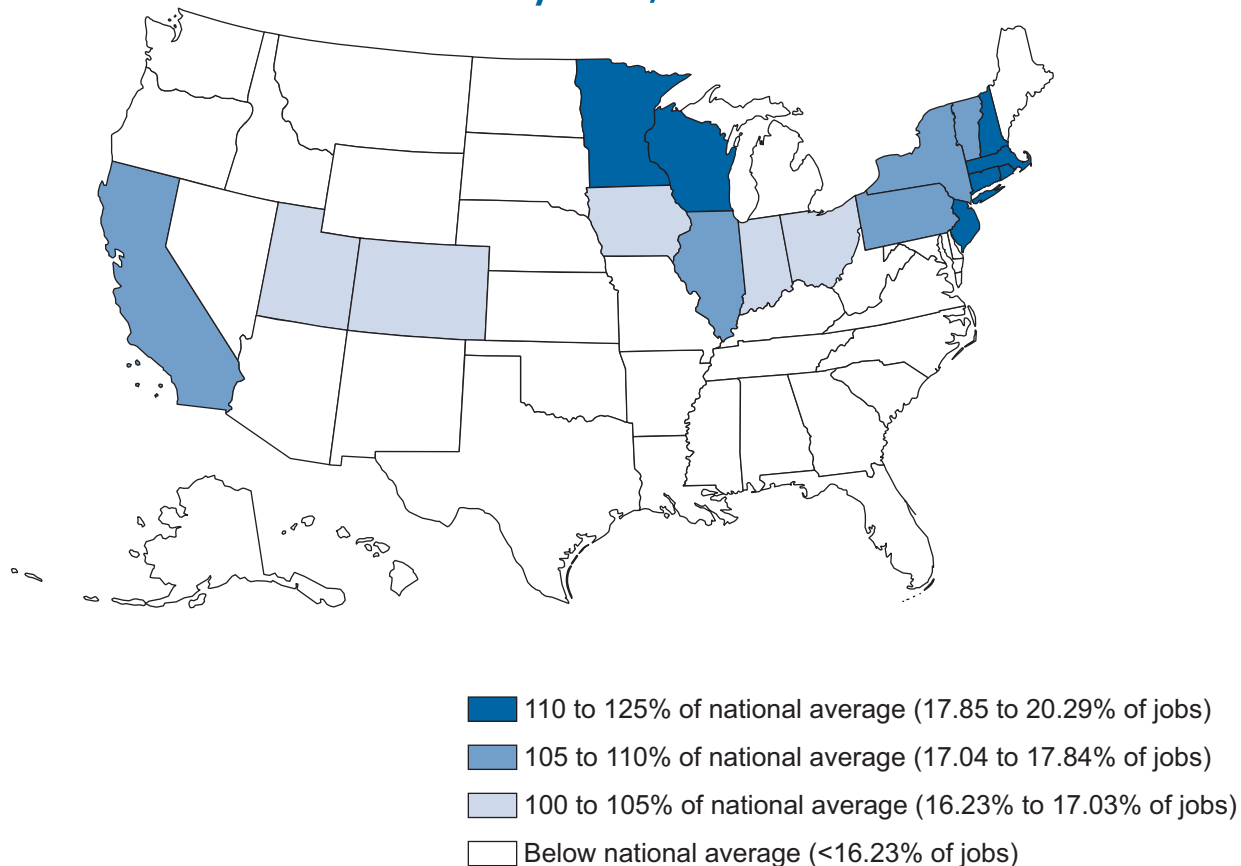 110 to 125% of national average (17.85 to 20.29% of jobs)
105 to 110% of national average (17.04 to 17.84% of jobs)
100 to 105% of national average (16.23% to 17.03% of jobs)
Below national average (<16.23% of jobs)